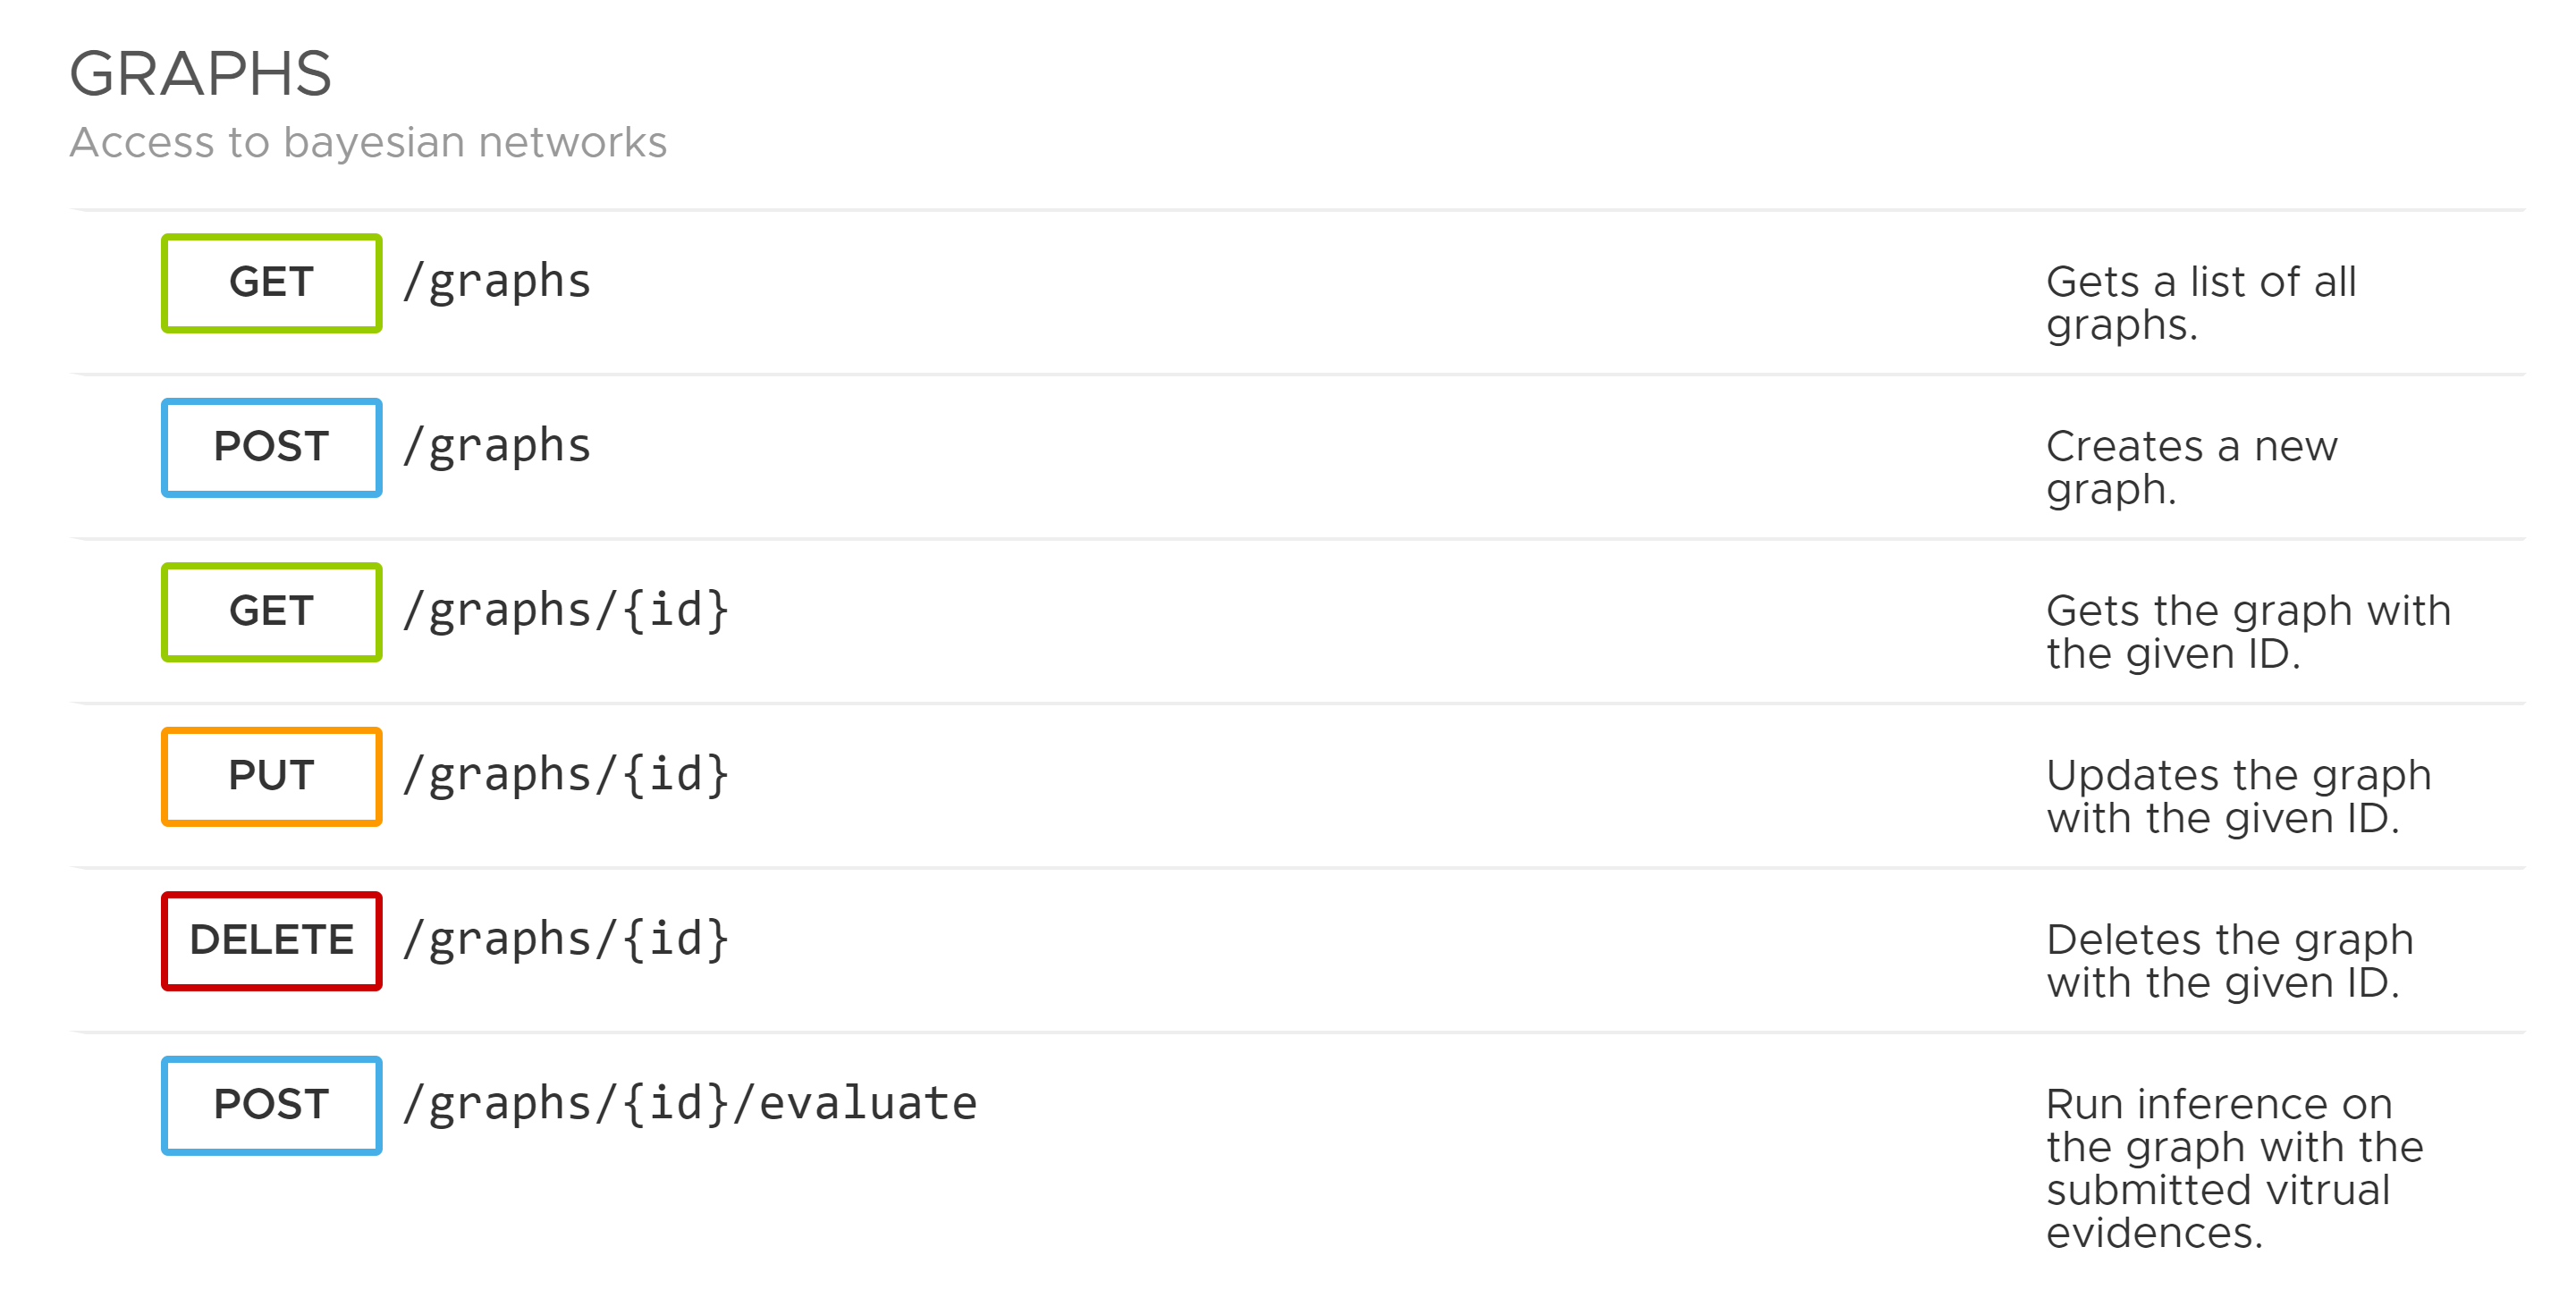 GRAPHS
Access to bayesian networks
GET /graphs Gets a list of all
graphs.
POST /graphs Creates a new
graph.
GET /graphs/{id} Gets the graph with
the given ID.
PUT /graphs/{id} Updates the graph
with the given ID.
DELETE /graphs/{id} Deletes the graph
with the given ID.
POST /graphs/{id}/evaluate Run inference on
the graph with the
submitted vitrual
evidences.